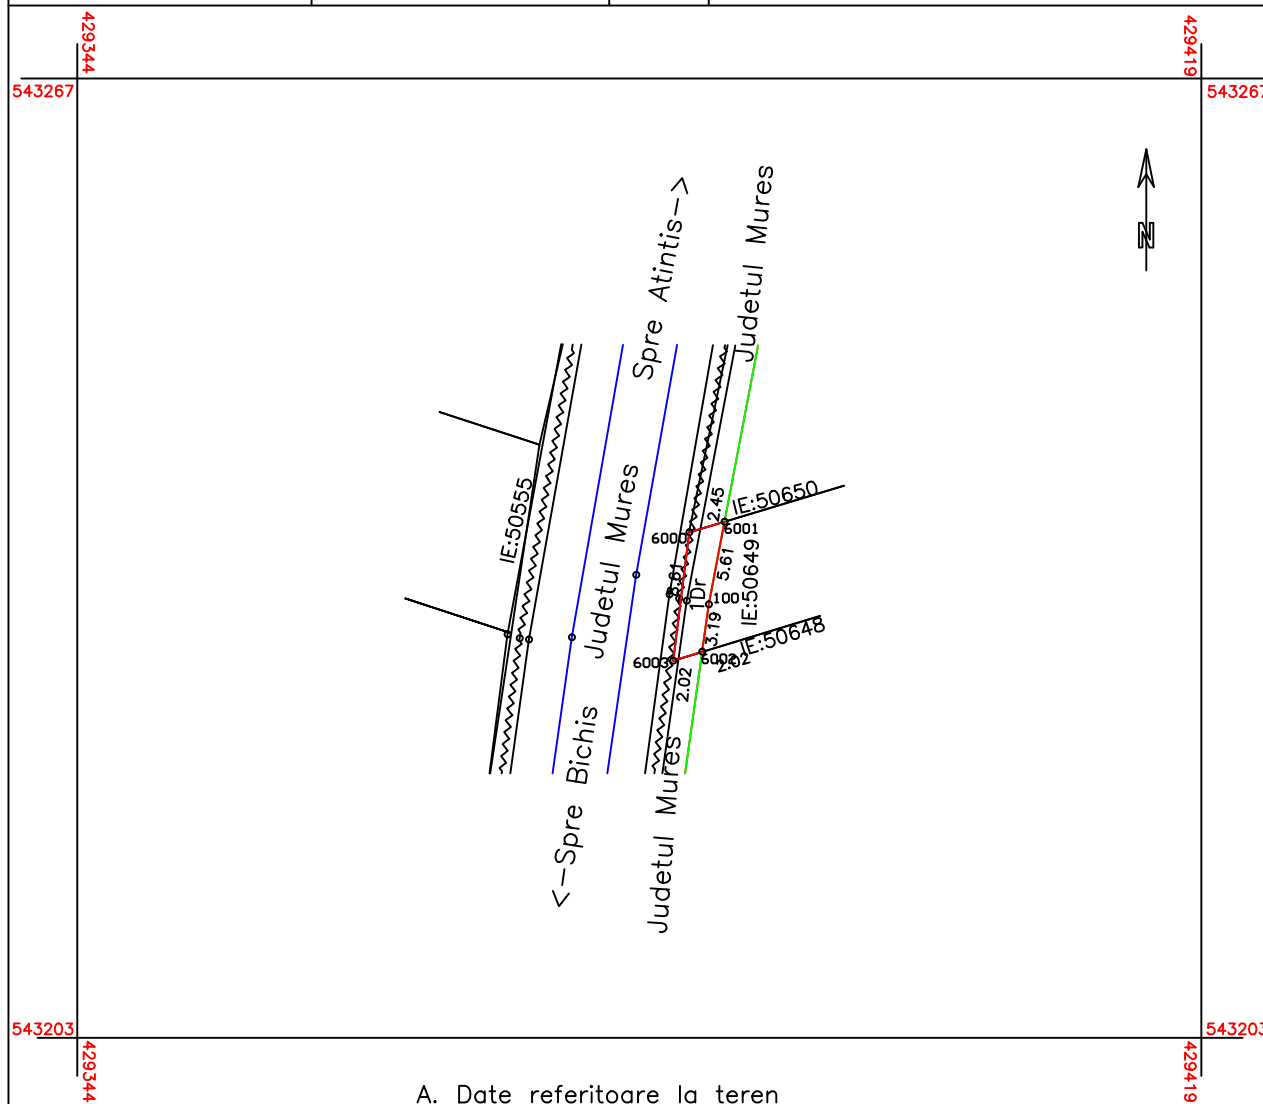 429344
429419
543267
543267
N
Judetul Mures
Spre Atintis-->
IE:50555
Judetul Mures
2.45
IE:50650
6000
6001
5.61
IE:50649
1Dr
100
3.19
IE:50648
6003
6002
2.02
2.02
<--Spre Bichis
Judetul Mures
543203
543203
429344
429419
A. Date referitoare la teren